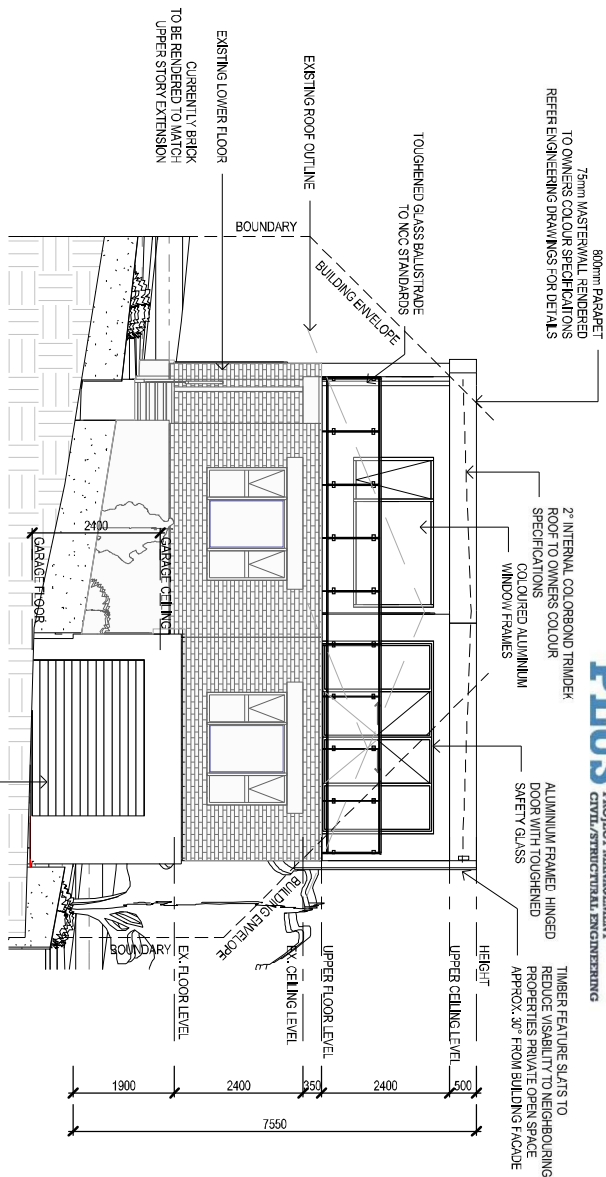 800mm PARAPET
75mm MASTERWALL RENDERED
TO OWNERS COLOUR SPECIFICAITONS
REFER ENGINEERING DRAWINGS FOR DETAILS
TOUGHENED GLASS BALUSTRADE
TO NCC STANDARDS
EXISTING ROOF OUTLINE
EXISTING LOWER FLOOR
CURRENTLY BRICK
TO BE RENDERED TO MATCH
UPPER STORY EXTENSION
BOUNDARY
BUILDING ENVELOPE
2° INTERNAL COLORBOND TRIMDEK
ROOF TO OWNERS COLOUR
SPECIFICATIONS
COLOURED ALUMINIUM
WINDOW FRAMES
PLUS
CIVIL/STRUCTURAL ENGINEERING
ALUMINIUM FRAMED HINGED
DOOR WITH TOUGHENED
SAFETY GLASS
TIMBER FEATURE SLATS TO
REDUCE VISABILITY TO NEIGHBOURING
PROPERTIES PRIVATE OPEN SPACE
APPROX. 30° FROM BUILDING FACADE
2400
GARAGE CEILING
GARAGE FLOOR
BUILDING ENVELOPE
BOUNDARY
HEIGHT
UPPER CEILING LEVEL
UPPER FLOOR LEVEL
EX. CEILING LEVEL
EX. FLOOR LEVEL
500
2400
350
2400
1900
7550